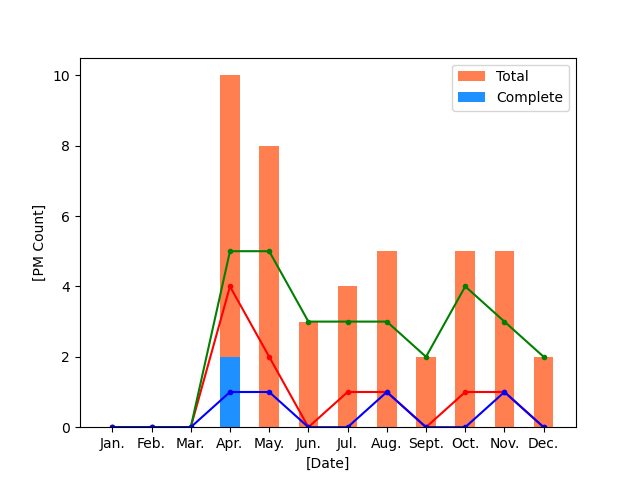 Total
Complete
10
8
6
4
2
0
[PM Count]
Jan. Feb. Mar. Apr. May. Jun. Jul. Aug. Sept. Oct. Nov. Dec.
[Date]